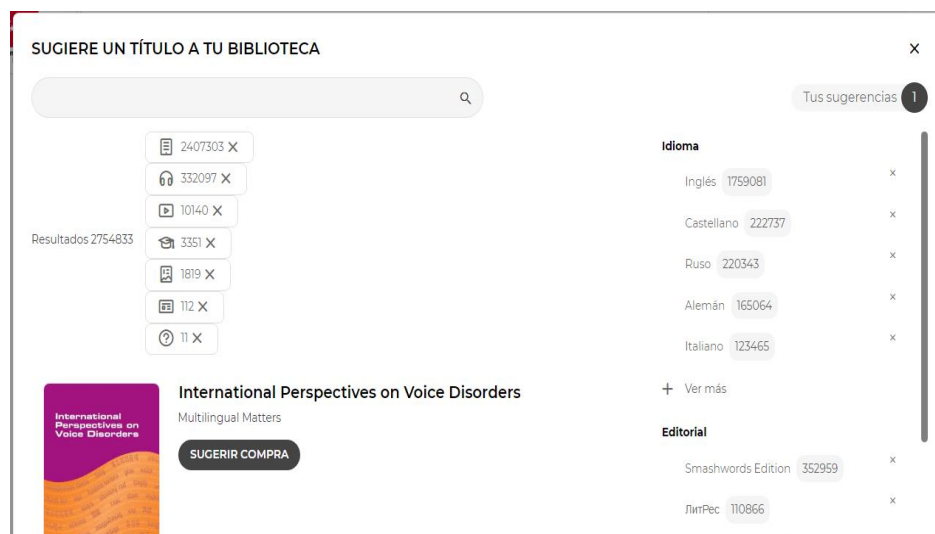 SUGIERE UN TÍTULO A TU BIBLIOTECA
Tus sugerencias 1
Resultados 2754833
2407303
332097
10140
3351
1819
112
11
International Perspectives on Voice Disorders
Multilingual Matters
SUGERIR COMPRA
International
Perspectives on
Voice Disorders
Idioma
Inglés 1759081
Castellano 222737
Ruso 220343
Alemán 165064
Italiano 123465
+ Ver más
Editorial
Smashwords Edition 352959
ЛитРес 110866